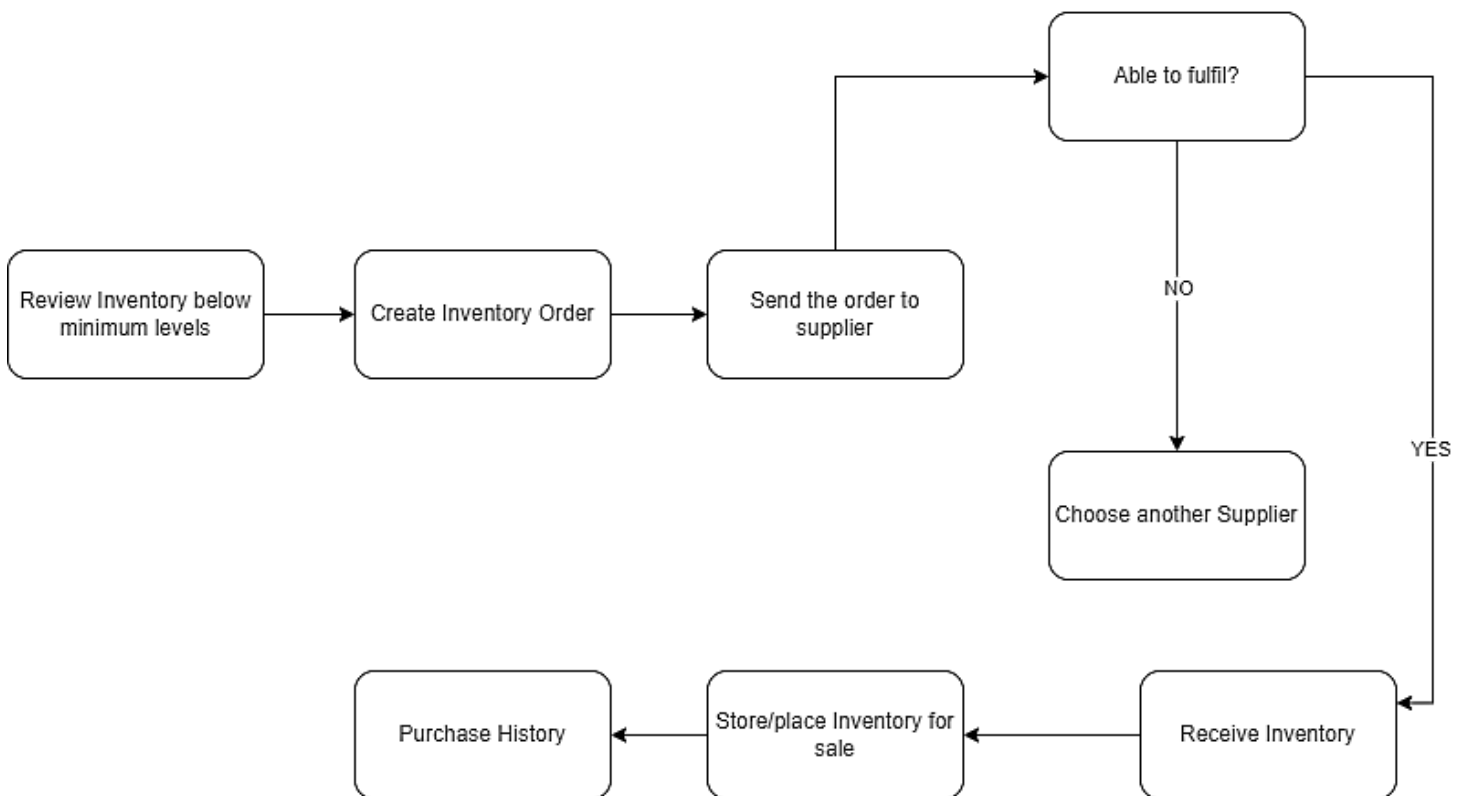 Able to fulfil?
Review Inventory below
minimum levels
Create Inventory Order
Send the order to
supplier
NO
YES
Choose another Supplier
Purchase History
Store/place Inventory for
sale
Receive Inventory